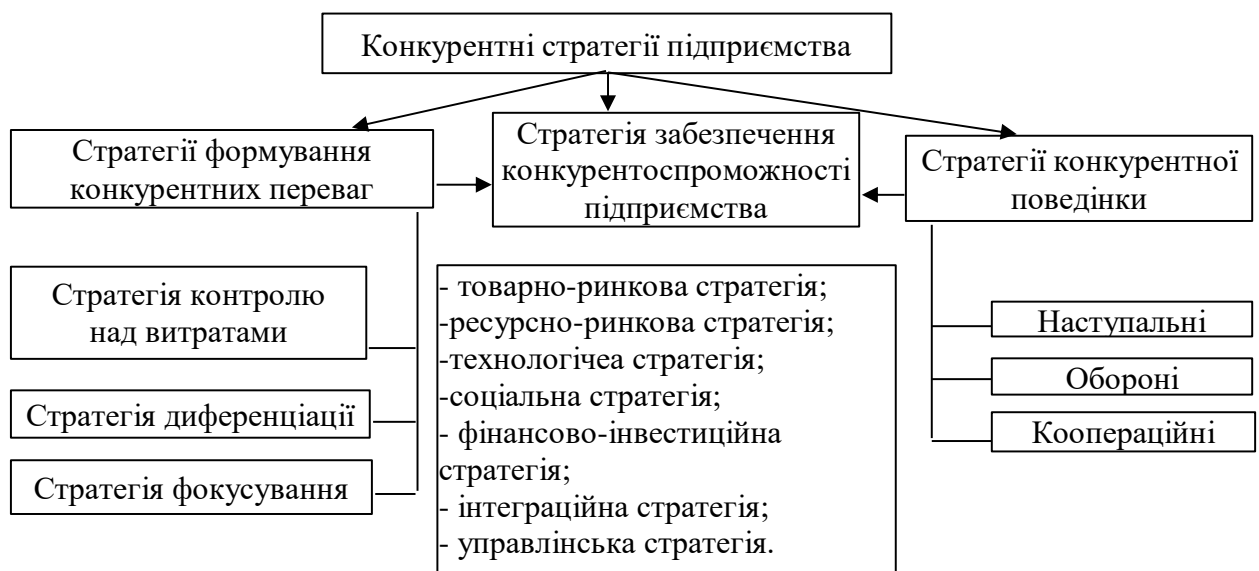 Конкурентні стратегії підприємства
Стратегії формування
конкурентних переваг
Стратегія забезпечення
конкурентоспроможності
підприємства
Стратегії конкурентної
поведінки
Стратегія контролю
над витратами
Стратегія диференціації
Стратегія фокусування
- товарно-ринкова стратегія;
-ресурсно-ринкова стратегія;
-технологічеа стратегія;
-соціальна стратегія;
- фінансово-інвестиційна
стратегія;
- інтеграційна стратегія;
- управлінська стратегія.
Наступальні
Обороні
Коопераційні